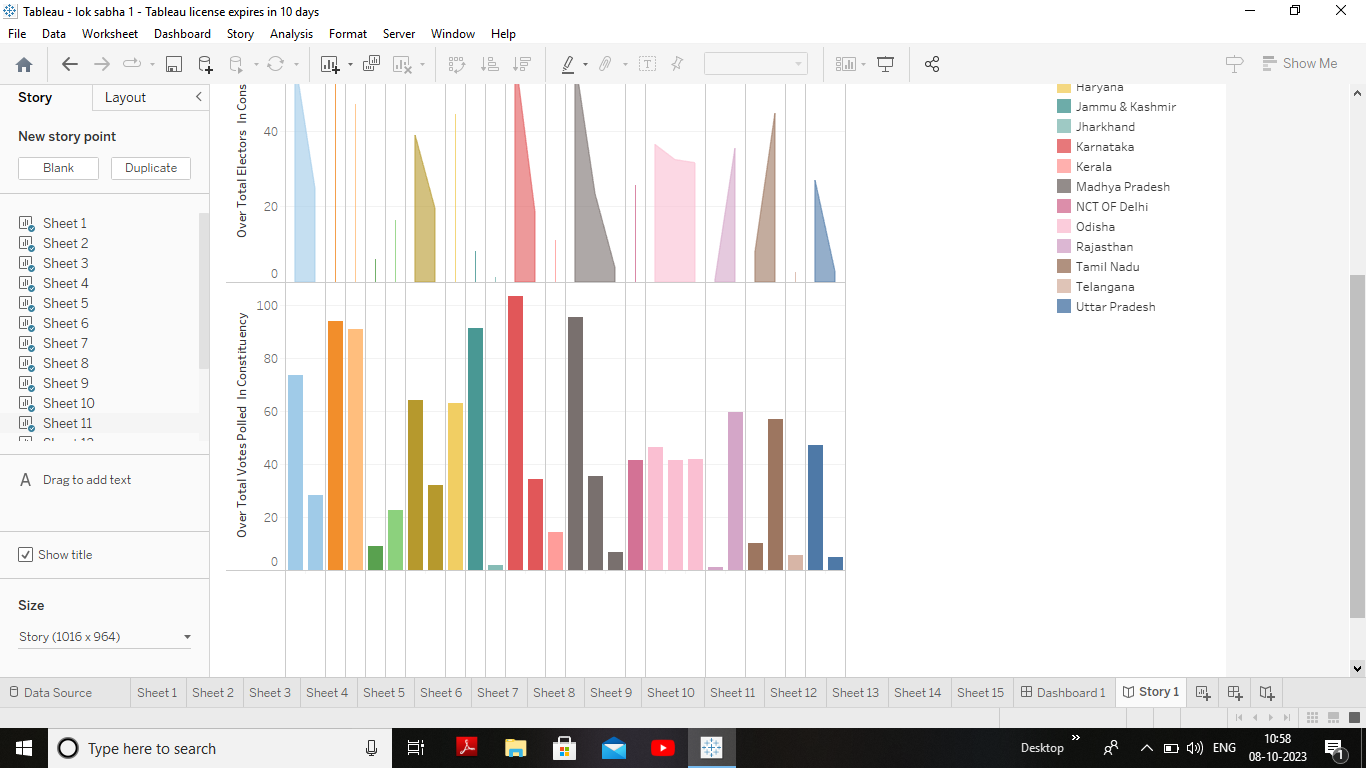 Tableau - lok sabha 1 - Tableau license expires in 10 days
File Data Worksheet Dashboard Story Analysis Format Server Window Help
Show Me
Story Layout
New story point
Blank Duplicate
Sheet 1
Sheet 2
Sheet 3
Sheet 4
Sheet 5
Sheet 6
Sheet 7
Sheet 8
Sheet 9
Sheet 10
Sheet 11
A Drag to add text
Show title
Size
Story (1016 x 964)
Over Total Electors In Cons
40
20
0
Over Total Votes Polled In Constituency
100
80
60
40
20
0
Haryana
Jammu & Kashmir
Jharkhand
Karnataka
Kerala
Madhya Pradesh
NCT OF Delhi
Odisha
Rajasthan
Tamil Nadu
Telangana
Uttar Pradesh
Data Source Sheet 1 Sheet 2 Sheet 3 Sheet 4 Sheet 5 Sheet 6 Sheet 7 Sheet 8 Sheet 9 Sheet 10 Sheet 11 Sheet 12 Sheet 13 Sheet 14 Sheet 15 Dashboard 1 Story 1
Type here to search
Desktop
ENG
10:58
08-10-2023
1